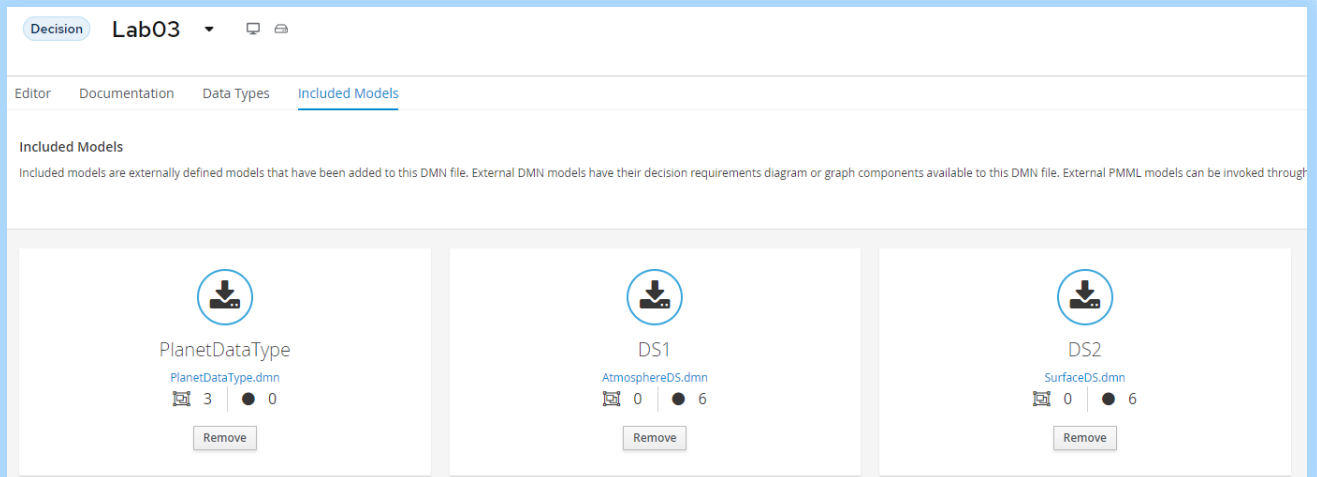 Decision Lab03
Editor Documentation Data Types Included Models
Included Models
Included models are externally defined models that have been added to this DMN file. External DMN models have their decision requirements diagram or graph components available to this DMN file. External PMML models can be invoked through
PlanetDataType DS1 DS2
PlanetDataType.dmn AtmosphereDS.dmn SurfaceDS.dmn
3 0 0 6 0 6
Remove Remove Remove